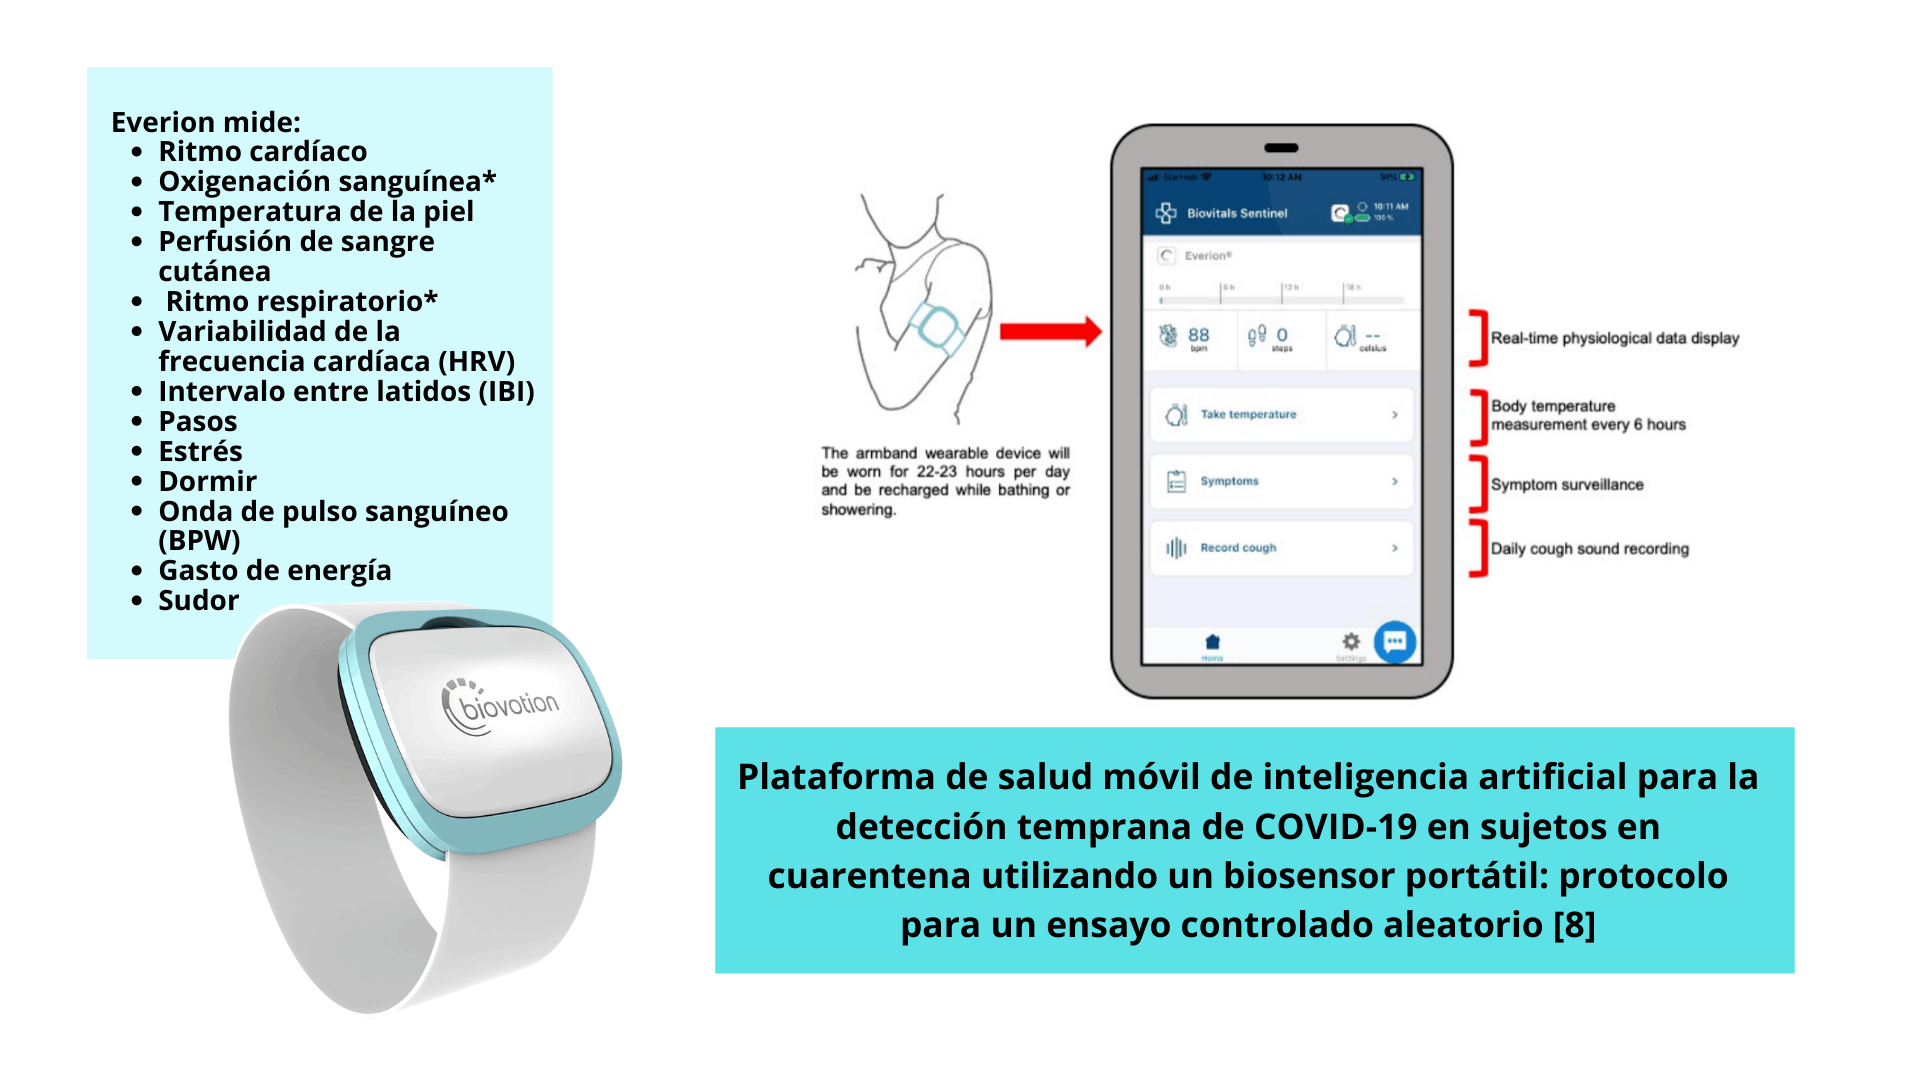 Everion mide:
• Ritmo cardíaco
• Oxigenación sanguínea*
• Temperatura de la piel
• Perfusión de sangre
cutánea
• Ritmo respiratorio*
• Variabilidad de la
frecuencia cardíaca (HRV)
• Intervalo entre latidos (IBI)
• Pasos
• Estrés
• Dormir
• Onda de pulso sanguíneo
(BPW)
• Gasto de energía
• Sudor
biovotion
The armband wearable device will
be worn for 22-23 hours per day
and be recharged while bathing or
showering.
StarHub 10:12 AM 91%
Biovitals Sentinel
10:11 AM
100 %
Everion®
0 h 6 h 12 h 18 h
88 0 --
bpm steps celsius
Take temperature >
Symptoms >
Record cough >
Home Settings
Real-time physiological data display
Body temperature
measurement every 6 hours
Symptom surveillance
Daily cough sound recording
Plataforma de salud móvil de inteligencia artificial para la
detección temprana de COVID-19 en sujetos en
cuarentena utilizando un biosensor portátil: protocolo
para un ensayo controlado aleatorio [8]